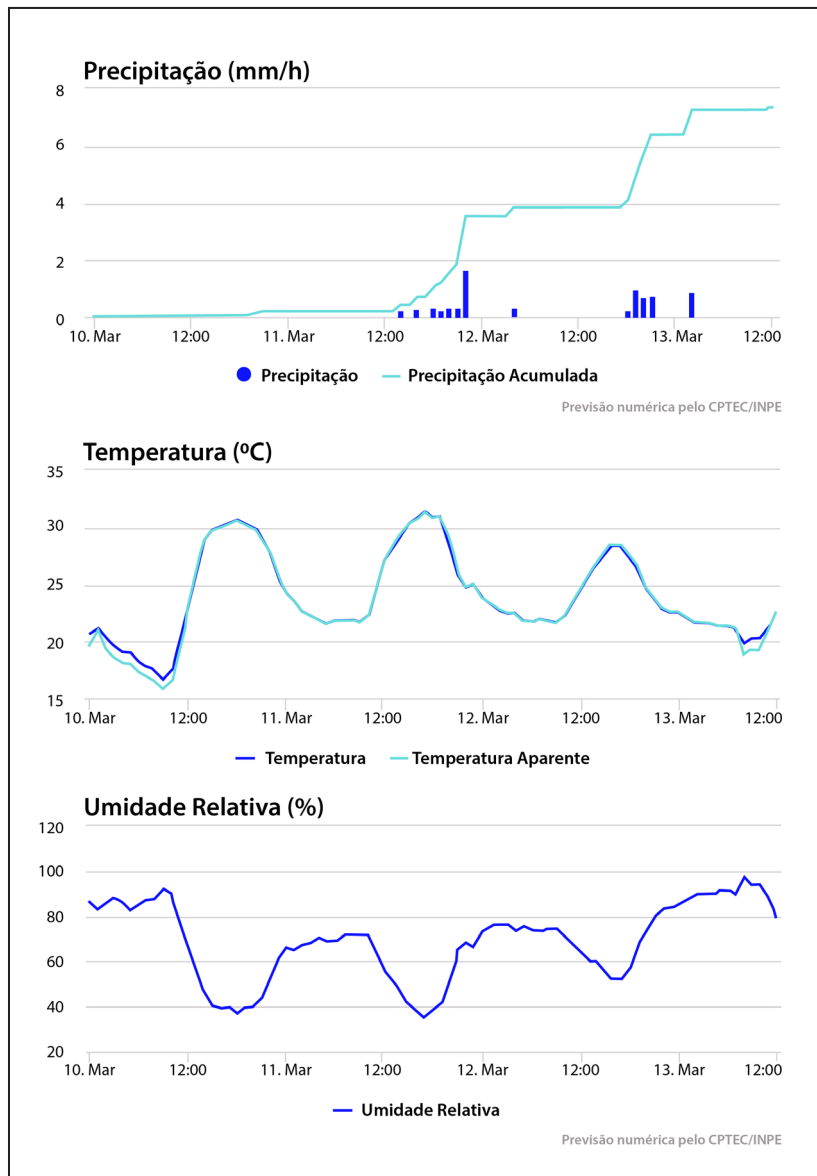 Precipitação (mm/h)
8
6
4
2
0
10. Mar 12:00 11. Mar 12:00 12. Mar 12:00 13. Mar 12:00
Precipitação Precipitação Acumulada
Previsão numérica pelo CPTEC/INPE
Temperatura (ºC)
35
30
25
20
15
10. Mar 12:00 11. Mar 12:00 12. Mar 12:00 13. Mar 12:00
Temperatura Temperatura Aparente
Umidade Relativa (%)
120
100
80
60
40
20
10. Mar 12:00 11. Mar 12:00 12. Mar 12:00 13. Mar 12:00
Umidade Relativa
Previsão numérica pelo CPTEC/INPE